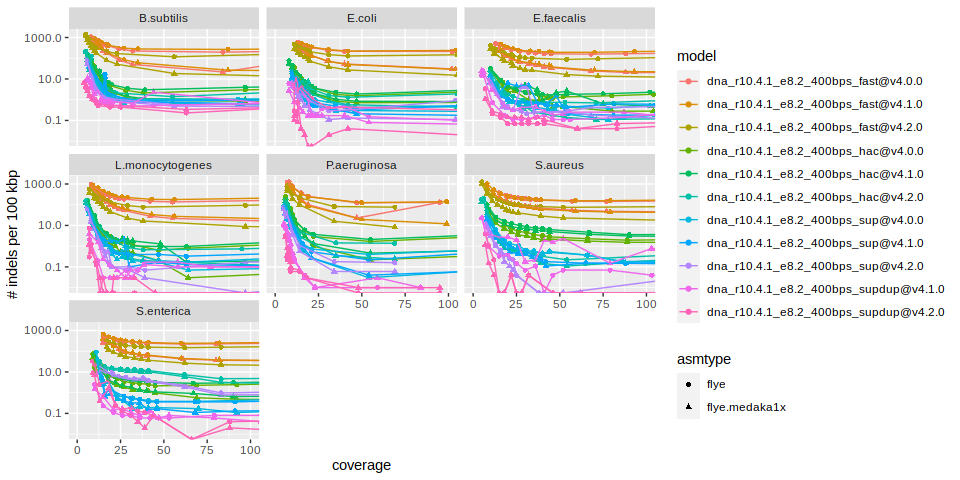 B.subtilis E.coli E.faecalis
1000.0
10.0
0.1
L.monocytogenes P.aeruginosa S.aureus
1000.0
10.0
0.1
0 25 50 75 100 0 25 50 75 100
S.enterica
1000.0
10.0
0.1
0 25 50 75 100
coverage
# indels per 100 kbp
model
dna_r10.4.1_e8.2_400bps_fast@v4.0.0
dna_r10.4.1_e8.2_400bps_fast@v4.1.0
dna_r10.4.1_e8.2_400bps_fast@v4.2.0
dna_r10.4.1_e8.2_400bps_hac@v4.0.0
dna_r10.4.1_e8.2_400bps_hac@v4.1.0
dna_r10.4.1_e8.2_400bps_hac@v4.2.0
dna_r10.4.1_e8.2_400bps_sup@v4.0.0
dna_r10.4.1_e8.2_400bps_sup@v4.1.0
dna_r10.4.1_e8.2_400bps_sup@v4.2.0
dna_r10.4.1_e8.2_400bps_supdup@v4.1.0
dna_r10.4.1_e8.2_400bps_supdup@v4.2.0
asmtype
flye
flye.medaka1x